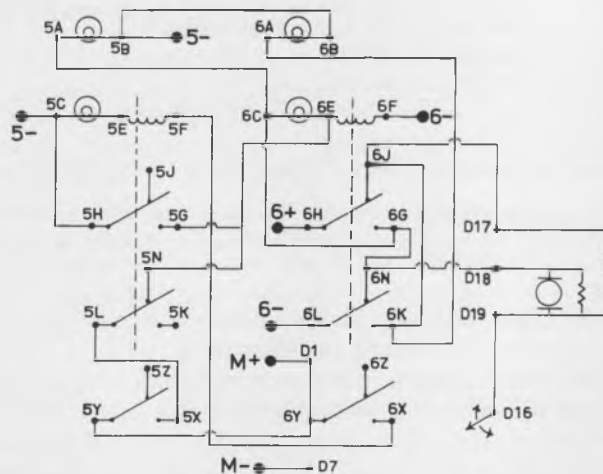 5A 5B 5- 6A 6B
5C 5E 5F 6C 6E 6F 6-
5-
5J 6J
5H 5G 6+ 6H 6G D17
5N 6N D18
5L 5K 6- 6L 6K D19
M+ D1
5Z 6Z
5Y 5X 6Y 6X D16
M- D7